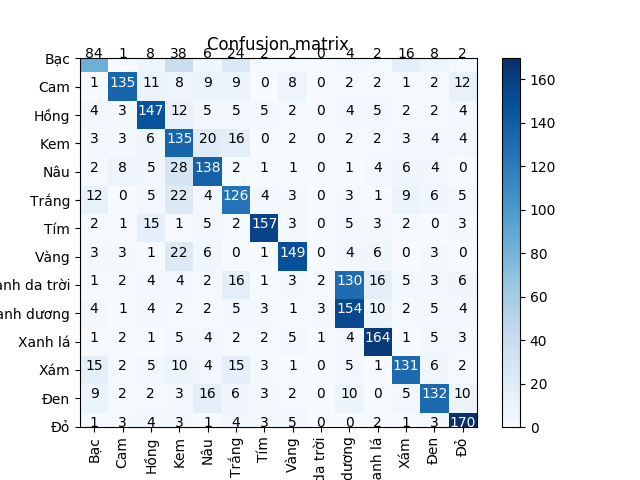 Confusion matrix
Bạc 84 1 8 38 6 24 2 2 0 4 2 16 8 2
Cam 1 135 11 8 9 9 0 8 0 2 2 1 2 12
Hồng 4 3 147 12 5 5 5 2 0 4 5 2 2 4
Kem 3 3 6 135 20 16 0 2 0 2 2 3 4 4
Nâu 2 8 5 28 138 2 1 1 0 1 4 6 4 0
Trắng 12 0 5 22 4 126 4 3 0 3 1 9 6 5
Tím 2 1 15 1 5 2 157 3 0 5 3 2 0 3
Vàng 3 3 1 22 6 0 1 149 0 4 6 0 3 0
anh da trời 1 2 4 4 2 16 1 3 2 130 16 5 3 6
anh dương 4 1 4 2 2 5 3 1 3 154 10 2 5 4
Xanh lá 1 2 1 5 4 2 2 5 1 4 164 1 5 3
Xám 15 2 5 10 4 15 3 1 0 5 1 131 6 2
Đen 9 2 2 3 16 6 3 2 0 10 0 5 132 10
Đỏ 1 3 4 3 1 4 3 5 0 0 2 1 3 170
Bạc Cam Hồng Kem Nâu Trắng Tím Vàng da trời dương anh lá Xám Đen Đỏ
160
140
120
100
80
60
40
20
0